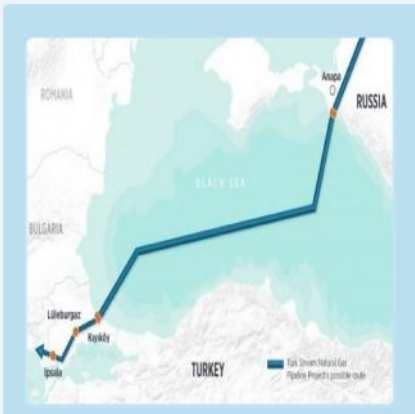 Anapa
ROMANIA
RUSSIA
BLACK SEA
BULGARIA
Lüleburgaz
Kıyıköy
Ipsala
TURKEY
Turk Stream Natural Gas
Pipeline Project's possible route